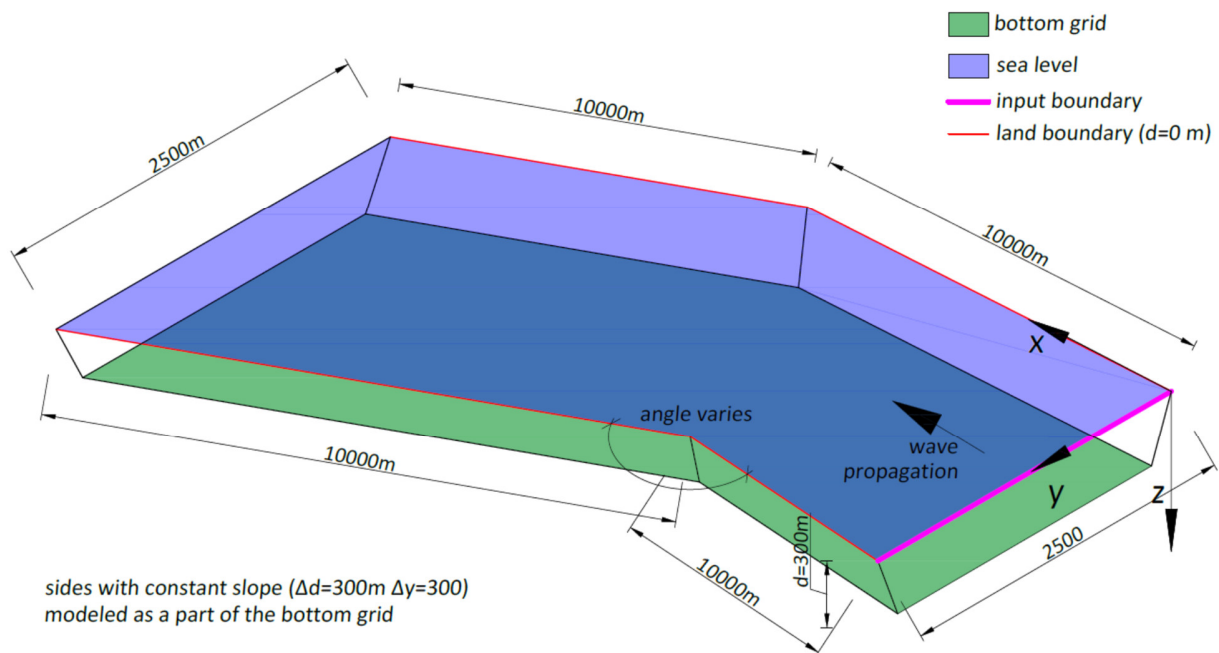 bottom grid
sea level
input boundary
land boundary (d=0 m)
10000m
2500m
10000m
x
angle varies
wave
propagation
y
z
10000m
2500
d=300m
10000m
sides with constant slope (Δd=300m Δy=300)
modeled as a part of the bottom grid